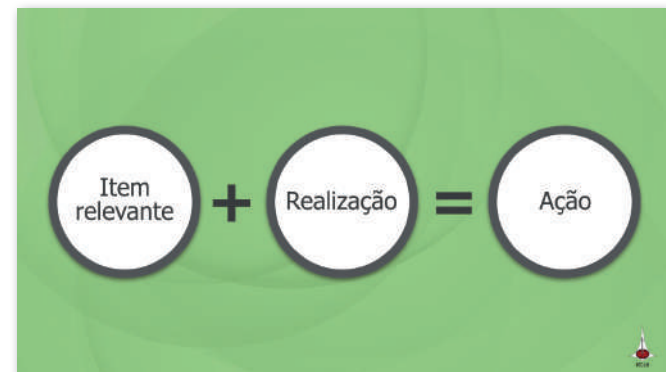 Item
relevante
+
Realização
=
Ação